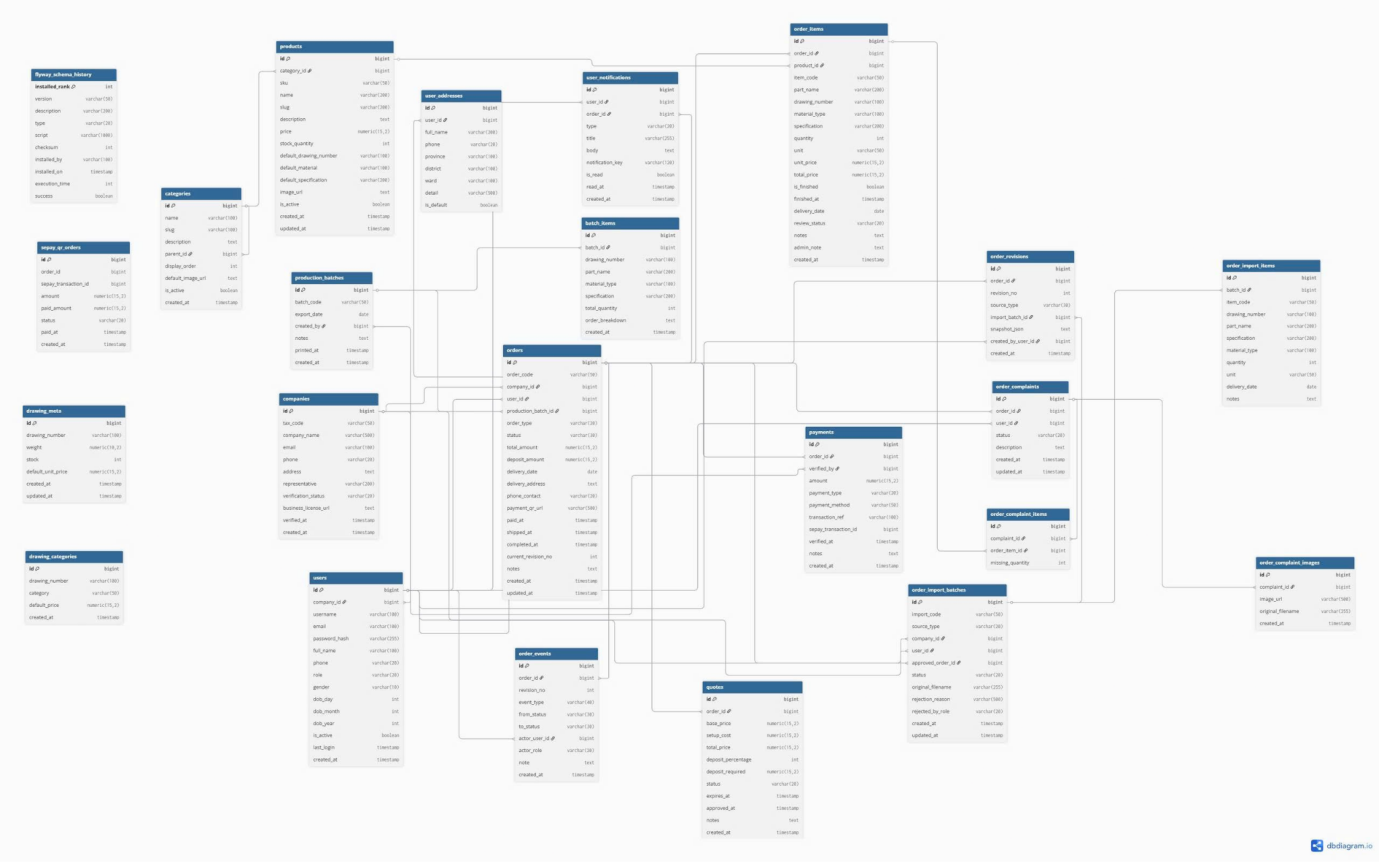 flyway_schema_history
installed_rank int
version varchar(50)
description varchar(200)
type varchar(20)
script varchar(1000)
checksum int
installed_by varchar(100)
installed_on timestamp
execution_time int
success boolean
sepay_qr_orders
id bigint
order_id bigint
sepay_transaction_id bigint
amount numeric(15,2)
paid_amount numeric(15,2)
status varchar(20)
paid_at timestamp
created_at timestamp
drawing_meta
id bigint
drawing_number varchar(100)
weight numeric(10,2)
stock int
default_unit_price numeric(15,2)
created_at timestamp
updated_at timestamp
drawing_categories
id bigint
drawing_number varchar(100)
category varchar(50)
default_price numeric(15,2)
created_at timestamp
categories
id bigint
name varchar(100)
slug varchar(100)
description text
parent_id bigint
display_order int
default_image_url text
is_active boolean
created_at timestamp
products
id bigint
category_id bigint
sku varchar(50)
name varchar(200)
slug varchar(200)
description text
price numeric(15,2)
stock_quantity int
default_drawing_number varchar(100)
default_material varchar(100)
default_specification varchar(200)
image_url text
is_active boolean
created_at timestamp
updated_at timestamp
production_batches
id bigint
batch_code varchar(50)
export_date date
created_by bigint
notes text
printed_at timestamp
created_at timestamp
companies
id bigint
tax_code varchar(50)
company_name varchar(500)
email varchar(100)
phone varchar(20)
address text
representative varchar(200)
verification_status varchar(20)
business_license_url text
verified_at timestamp
created_at timestamp
users
id bigint
company_id bigint
username varchar(100)
email varchar(100)
password_hash varchar(255)
full_name varchar(100)
phone varchar(20)
role varchar(20)
gender varchar(10)
dob_day int
dob_month int
dob_year int
is_active boolean
last_login timestamp
created_at timestamp
user_addresses
id bigint
user_id bigint
full_name varchar(200)
phone varchar(20)
province varchar(100)
district varchar(100)
ward varchar(100)
detail varchar(500)
is_default boolean
user_notifications
id bigint
user_id bigint
order_id bigint
type varchar(30)
title varchar(255)
body text
notification_key varchar(120)
is_read boolean
read_at timestamp
created_at timestamp
batch_items
id bigint
batch_id bigint
drawing_number varchar(100)
part_name varchar(200)
material_type varchar(100)
specification varchar(200)
total_quantity int
order_breakdown text
created_at timestamp
orders
id bigint
order_code varchar(50)
company_id bigint
user_id bigint
production_batch_id bigint
order_type varchar(20)
status varchar(30)
total_amount numeric(15,2)
deposit_amount numeric(15,2)
delivery_date date
delivery_address text
phone_contact varchar(20)
payment_qr_url varchar(500)
paid_at timestamp
shipped_at timestamp
completed_at timestamp
current_revision_no int
notes text
created_at timestamp
updated_at timestamp
order_events
id bigint
order_id bigint
revision_no int
event_type varchar(40)
from_status varchar(30)
to_status varchar(30)
actor_user_id bigint
actor_role varchar(20)
note text
created_at timestamp
order_items
id bigint
order_id bigint
product_id bigint
item_code varchar(50)
part_name varchar(200)
drawing_number varchar(100)
material_type varchar(100)
specification varchar(200)
quantity int
unit varchar(50)
unit_price numeric(15,2)
total_price numeric(15,2)
is_finished boolean
finished_at timestamp
delivery_date date
review_status varchar(20)
notes text
admin_note text
created_at timestamp
payments
id bigint
order_id bigint
verified_by bigint
amount numeric(15,2)
payment_type varchar(20)
payment_method varchar(50)
transaction_ref varchar(100)
sepay_transaction_id bigint
verified_at timestamp
notes text
created_at timestamp
quotes
id bigint
order_id bigint
base_price numeric(15,2)
setup_cost numeric(15,2)
total_price numeric(15,2)
deposit_percentage int
deposit_required numeric(15,2)
status varchar(20)
expires_at timestamp
approved_at timestamp
notes text
created_at timestamp
order_revisions
id bigint
order_id bigint
revision_no int
source_type varchar(30)
import_batch_id bigint
snapshot_json text
created_by_user_id bigint
created_at timestamp
order_complaints
id bigint
order_id bigint
user_id bigint
status varchar(20)
description text
created_at timestamp
updated_at timestamp
order_complaint_items
id bigint
complaint_id bigint
order_item_id bigint
missing_quantity int
order_import_batches
id bigint
import_code varchar(50)
source_type varchar(30)
company_id bigint
user_id bigint
approved_order_id bigint
status varchar(20)
original_filename varchar(255)
rejection_reason varchar(500)
rejected_by_role varchar(20)
created_at timestamp
updated_at timestamp
order_import_items
id bigint
batch_id bigint
item_code varchar(50)
drawing_number varchar(100)
part_name varchar(200)
specification varchar(200)
material_type varchar(100)
quantity int
unit varchar(50)
delivery_date date
notes text
order_complaint_images
id bigint
complaint_id bigint
image_url varchar(500)
original_filename varchar(255)
created_at timestamp
dbdiagram.io